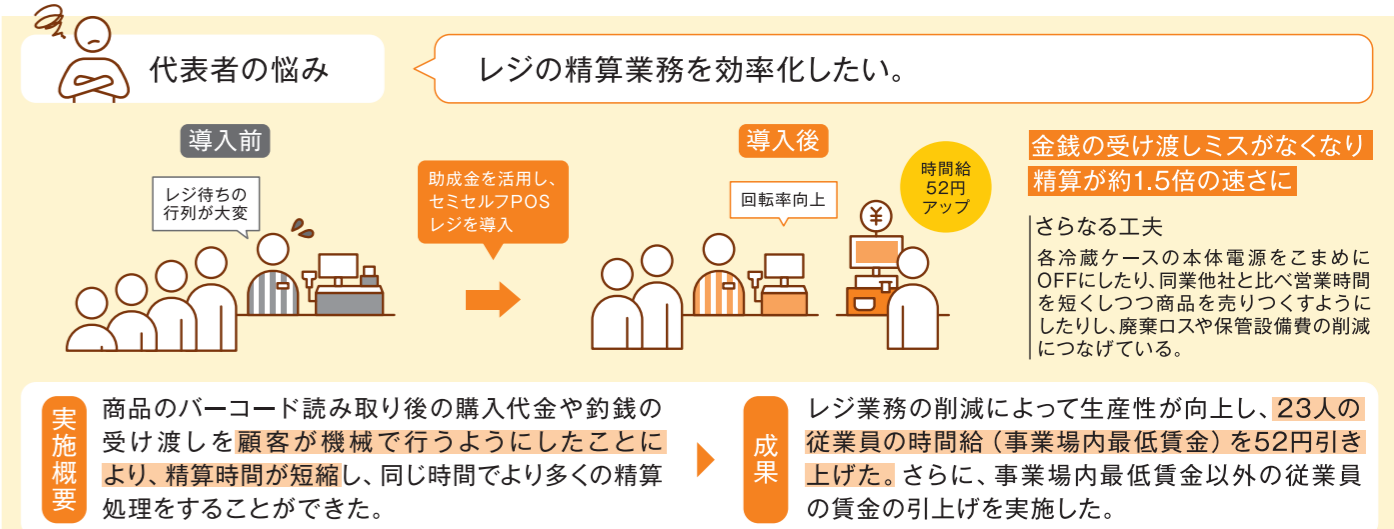 代表者の悩み
レジの精算業務を効率化したい。
導入前
レジ待ちの
行列が大変
助成金を活用し、
セミセルフPOS
レジを導入
導入後
回転率向上
時間給
52円
アップ
¥
金銭の受け渡しミスがなくなり
精算が約1.5倍の速さに
さらなる工夫
各冷蔵ケースの本体電源をこまめに
OFFにしたり、同業他社と比べ営業時間
を短くしつつ商品を売りつくすように
したりし、廃棄ロスや保管設備費の削減
につなげている。
実施概要
商品のバーコード読み取り後の購入代金や釣銭の
受け渡しを顧客が機械で行うようにしたことに
より、精算時間が短縮し、同じ時間でより多くの精算
処理をすることができた。
成果
レジ業務の削減によって生産性が向上し、23人の
従業員の時間給（事業場内最低賃金）を52円引き
上げた。さらに、事業場内最低賃金以外の従業員
の賃金の引上げを実施した。